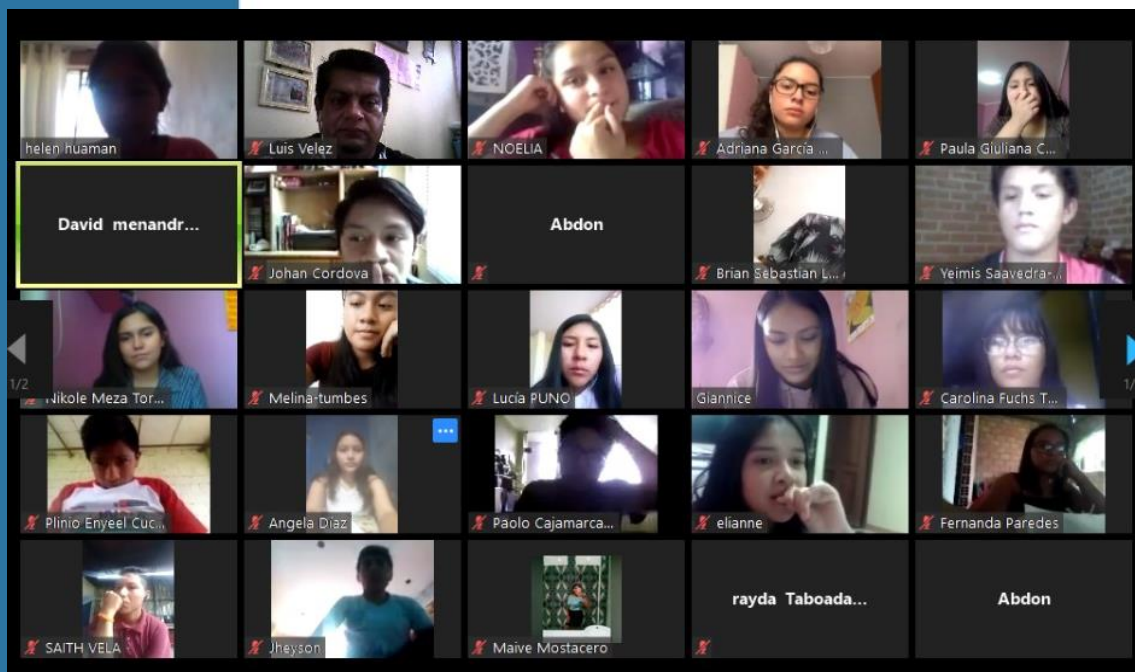 helen huaman
Luis Velez
NOELIA
Adriana García ...
Paula Giuliana C...
David menandr...
Johan Cordova
Abdon
Brian Sebastian L...
Yeimis Saavedra-...
1/2
Nikole Meza Tor...
Melina-tumbes
Lucía PUNO
Giannice
Carolina Fuchs T...
1/
Plinio Enyeel Cuc...
Angela Díaz
Paolo Cajamarca...
elianne
Fernanda Paredes
SAITH VELA
Jheyson
Maive Mostacero
rayda Taboada...
Abdon